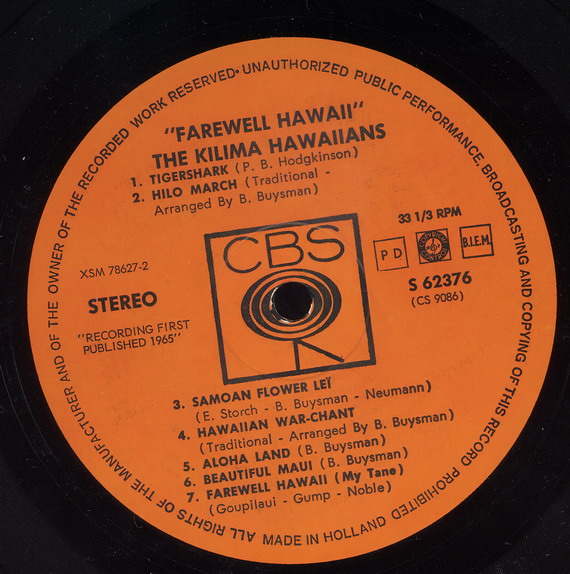 ALL RIGHTS OF THE MANUFACTURER AND OF THE OWNER OF THE RECORDED WORK RESERVED • UNAUTHORIZED PUBLIC PERFORMANCE, BROADCASTING AND COPYING OF THIS RECORD PROHIBITED
"FAREWELL HAWAII"
THE KILIMA HAWAIIANS
1. TIGERSHARK (P. B. Hodgkinson)
2. HILO MARCH (Traditional -
Arranged By B. Buysman)
33 1/3 RPM
CBS
P D
B.I.E.M.
XSM 78627-2
S 62376
(CS 9086)
STEREO
"RECORDING FIRST
PUBLISHED 1965"
3. SAMOAN FLOWER LEÏ
(E. Storch - B. Buysman - Neumann)
4. HAWAIIAN WAR-CHANT
(Traditional - Arranged By B. Buysman)
5. ALOHA LAND (B. Buysman)
6. BEAUTIFUL MAUI (B. Buysman)
7. FAREWELL HAWAII (My Tane)
(Goupilaui - Gump - Noble)
MADE IN HOLLAND